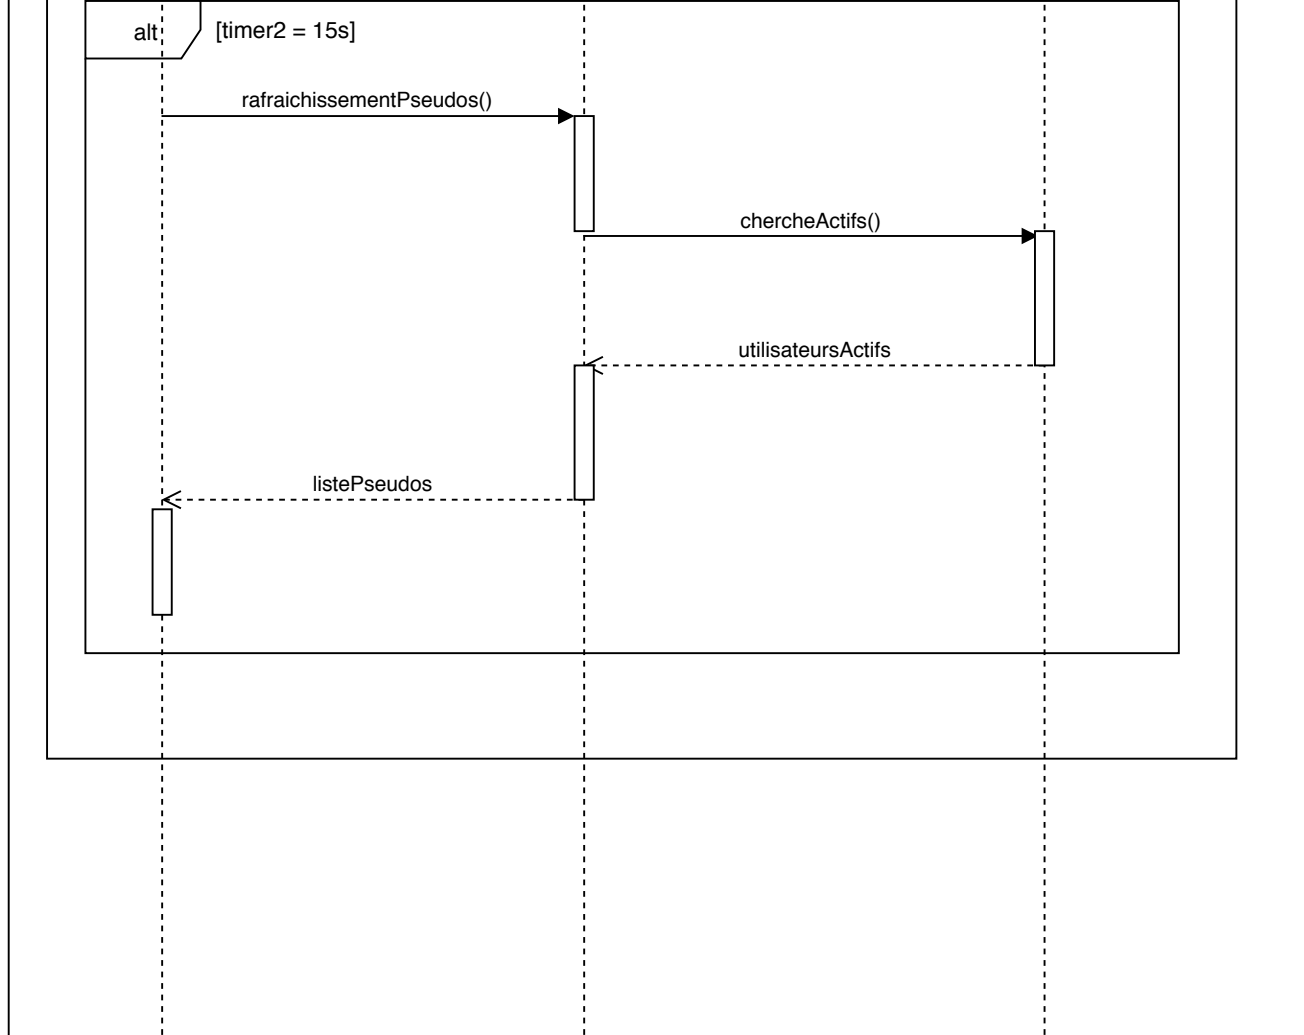 alt [timer2 = 15s]
rafraichissementPseudos()
chercheActifs()
utilisateursActifs
listePseudos